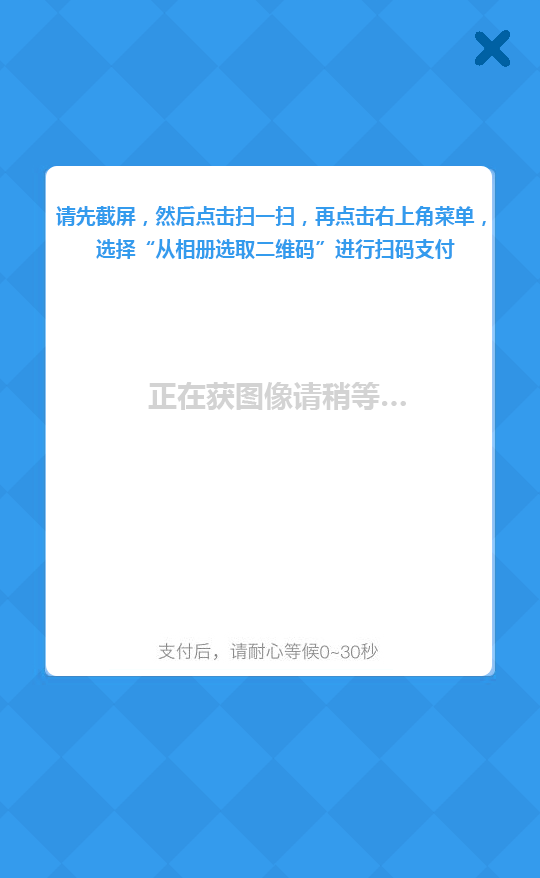 请先截屏，然后点击扫一扫，再点击右上角菜单，
选择“从相册选取二维码”进行扫码支付
正在获图像请稍等...
支付后，请耐心等候0~30秒